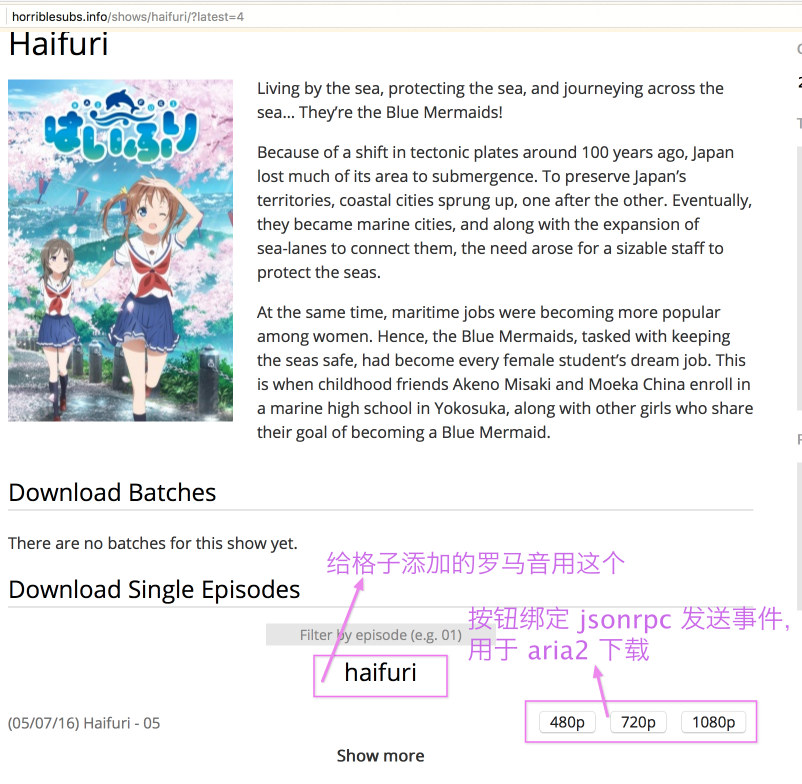 horriblesubs.info/shows/haifuri/?latest=4
Haifuri
HAIFURI
はいふり
Living by the sea, protecting the sea, and journeying across the
sea... They’re the Blue Mermaids!
Because of a shift in tectonic plates around 100 years ago, Japan
lost much of its area to submergence. To preserve Japan’s
territories, coastal cities sprung up, one after the other. Eventually,
they became marine cities, and along with the expansion of
sea-lanes to connect them, the need arose for a sizable staff to
protect the seas.
At the same time, maritime jobs were becoming more popular
among women. Hence, the Blue Mermaids, tasked with keeping
the seas safe, had become every female student’s dream job. This
is when childhood friends Akeno Misaki and Moeka China enroll in
a marine high school in Yokosuka, along with other girls who share
their goal of becoming a Blue Mermaid.
Download Batches
There are no batches for this show yet.
给格子添加的罗马音用这个
Download Single Episodes
按钮绑定 jsonrpc 发送事件,
用于 aria2 下载
Filter by episode (e.g. 01)
haifuri
(05/07/16) Haifuri - 05
480p
720p
1080p
Show more